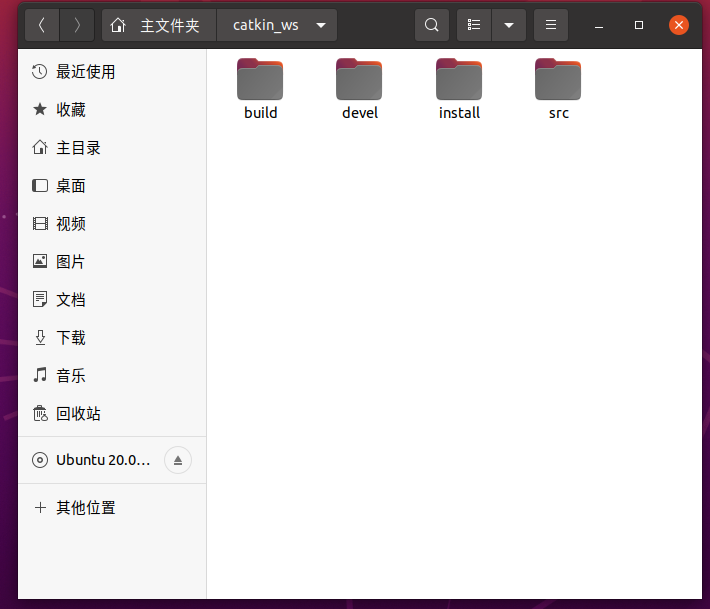 主文件夹 catkin_ws
最近使用
收藏
主目录
桌面
视频
图片
文档
下载
音乐
回收站
Ubuntu 20.0...
其他位置
build devel install src